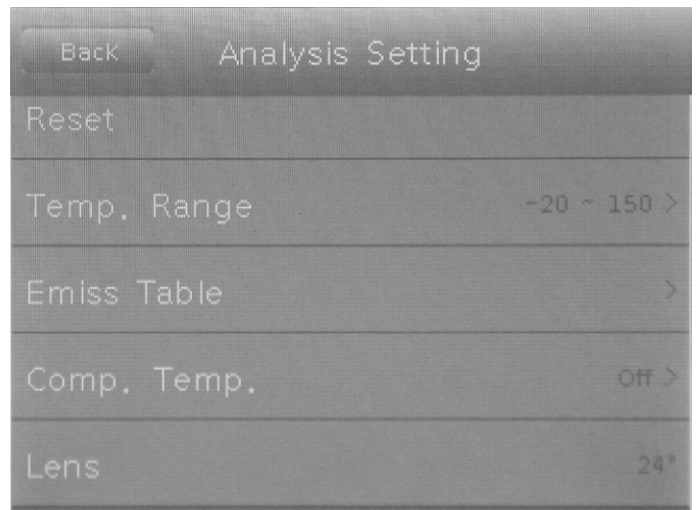 Back Analysis Setting
Reset
Temp. Range -20 ~ 150 >
Emiss Table >
Comp. Temp. Off >
Lens 24°